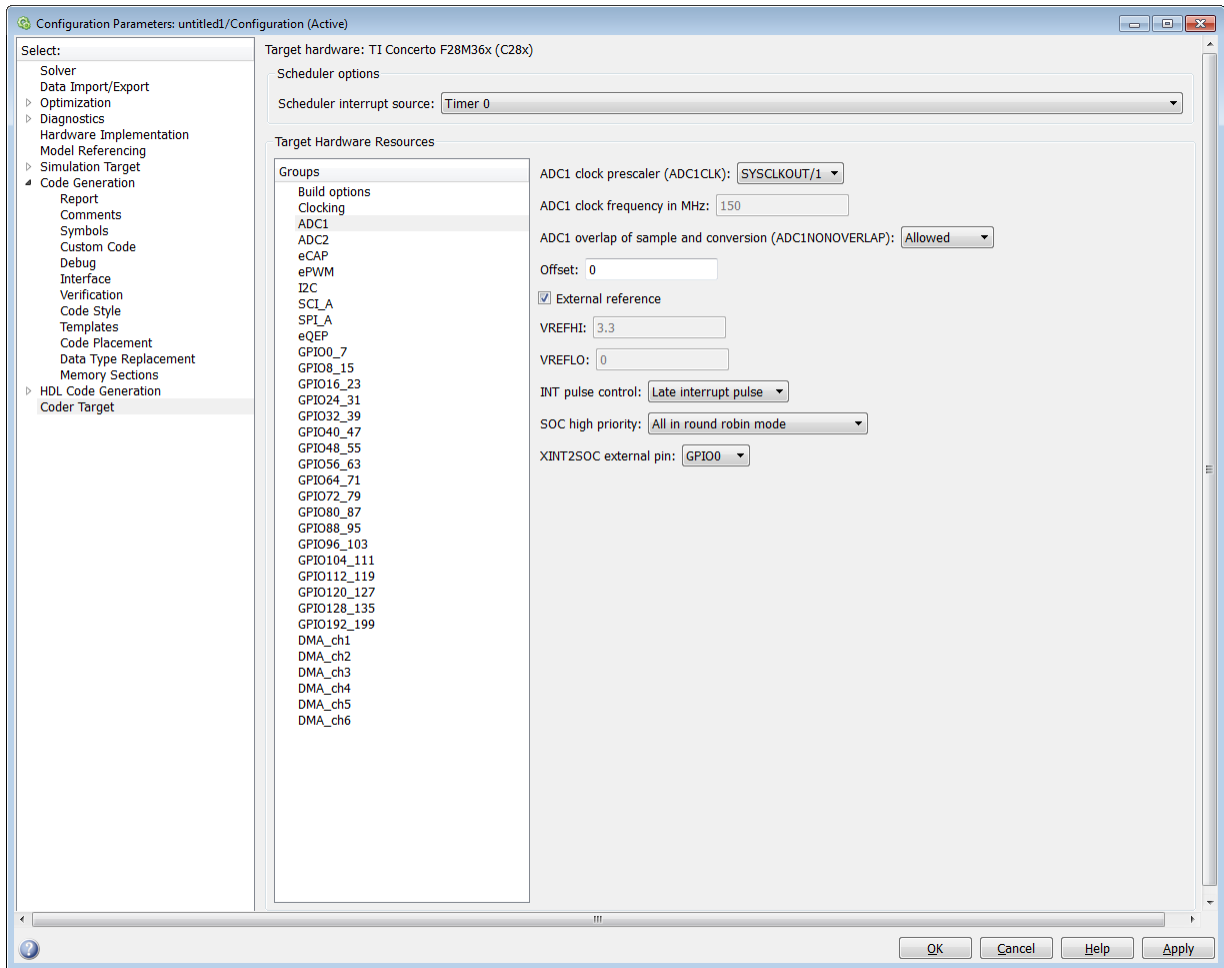 Configuration Parameters: untitled1/Configuration (Active)
Select:
Solver
Data Import/Export
Optimization
Diagnostics
Hardware Implementation
Model Referencing
Simulation Target
Code Generation
Report
Comments
Symbols
Custom Code
Debug
Interface
Verification
Code Style
Templates
Code Placement
Data Type Replacement
Memory Sections
HDL Code Generation
Coder Target
Target hardware: TI Concerto F28M36x (C28x)
Scheduler options
Scheduler interrupt source: Timer 0
Target Hardware Resources
Groups
Build options
Clocking
ADC1
ADC2
eCAP
ePWM
I2C
SCI_A
SPI_A
eQEP
GPIO0_7
GPIO8_15
GPIO16_23
GPIO24_31
GPIO32_39
GPIO40_47
GPIO48_55
GPIO56_63
GPIO64_71
GPIO72_79
GPIO80_87
GPIO88_95
GPIO96_103
GPIO104_111
GPIO112_119
GPIO120_127
GPIO128_135
GPIO192_199
DMA_ch1
DMA_ch2
DMA_ch3
DMA_ch4
DMA_ch5
DMA_ch6
ADC1 clock prescaler (ADC1CLK): SYSCLKOUT/1
ADC1 clock frequency in MHz: 150
ADC1 overlap of sample and conversion (ADC1NONOVERLAP): Allowed
Offset: 0
External reference
VREFHI: 3.3
VREFLO: 0
INT pulse control: Late interrupt pulse
SOC high priority: All in round robin mode
XINT2SOC external pin: GPIO0
OK Cancel Help Apply